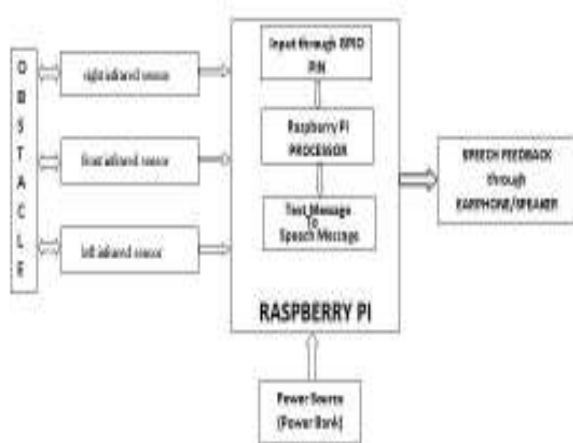 OBSTACLE
right infrared sensor
front infrared sensor
left infrared sensor
Input through GPIO
PIN
Raspberry Pi
PROCESSOR
Text Message
To
Speech Message
RASPBERRY PI
SPEECH FEEDBACK
through
EARPHONE/SPEAKER
Power Source
(Power Bank)